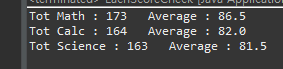 Tot Math : 173   Average : 86.5
Tot Calc : 164   Average : 82.0
Tot Science : 163   Average : 81.5